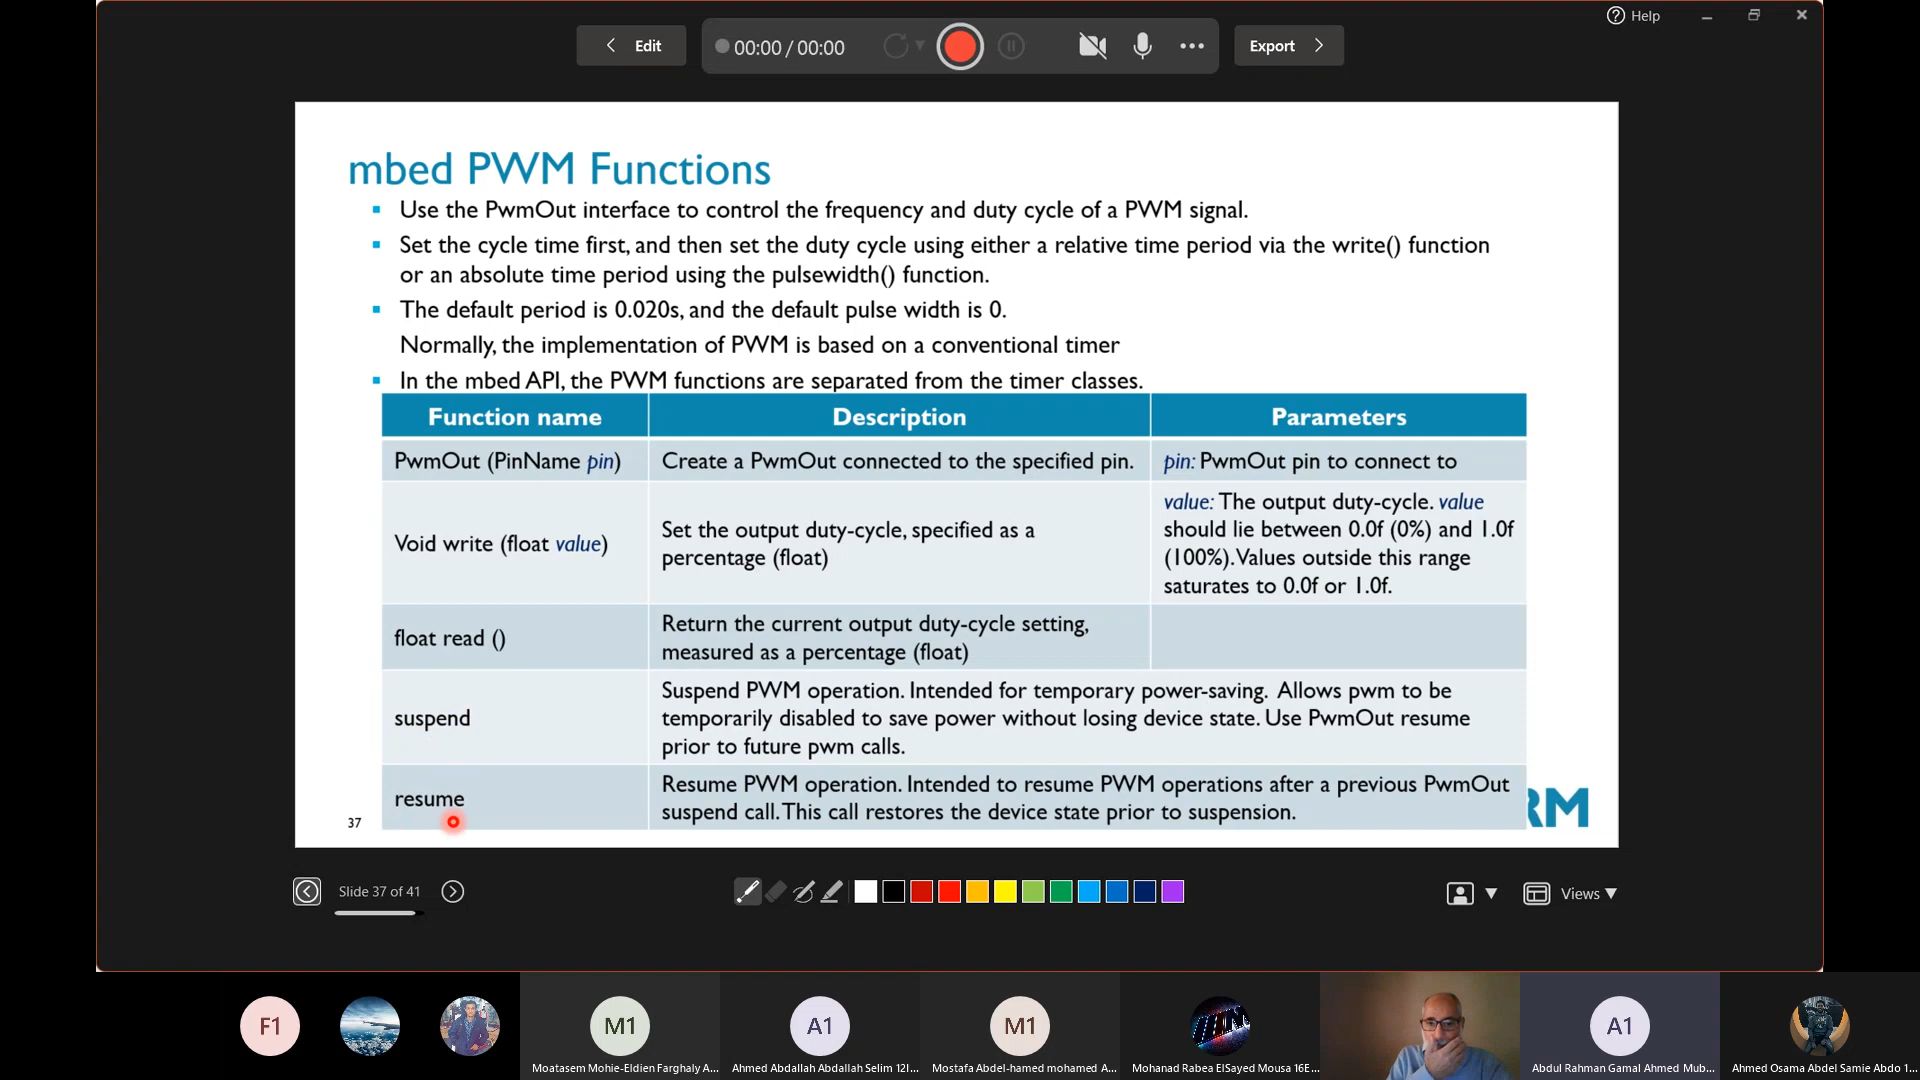 Help
Edit
00:00 / 00:00
Export
mbed PWM Functions
Use the PwmOut interface to control the frequency and duty cycle of a PWM signal.
Set the cycle time first, and then set the duty cycle using either a relative time period via the write() function
or an absolute time period using the pulsewidth() function.
The default period is 0.020s, and the default pulse width is 0.
Normally, the implementation of PWM is based on a conventional timer
In the mbed API, the PWM functions are separated from the timer classes.
Function name Description Parameters
PwmOut (PinName pin) Create a PwmOut connected to the specified pin. pin: PwmOut pin to connect to
Void write (float value)
Set the output duty-cycle, specified as a
percentage (float)
value: The output duty-cycle. value
should lie between 0.0f (0%) and 1.0f
(100%). Values outside this range
saturates to 0.0f or 1.0f.
float read ()
Return the current output duty-cycle setting,
measured as a percentage (float)
suspend
Suspend PWM operation. Intended for temporary power-saving. Allows pwm to be
temporarily disabled to save power without losing device state. Use PwmOut resume
prior to future pwm calls.
resume
Resume PWM operation. Intended to resume PWM operations after a previous PwmOut
suspend call. This call restores the device state prior to suspension.
RM
37
Slide 37 of 41
Views
F1
M1
A1
M1
A1
Moatasem Mohie-Eldien Farghaly A...
Ahmed Abdallah Abdallah Selim 12I...
Mostafa Abdel-hamed mohamed A...
Mohanad Rabea ElSayed Mousa 16E...
Abdul Rahman Gamal Ahmed Mub...
Ahmed Osama Abdel Samie Abdo 1...